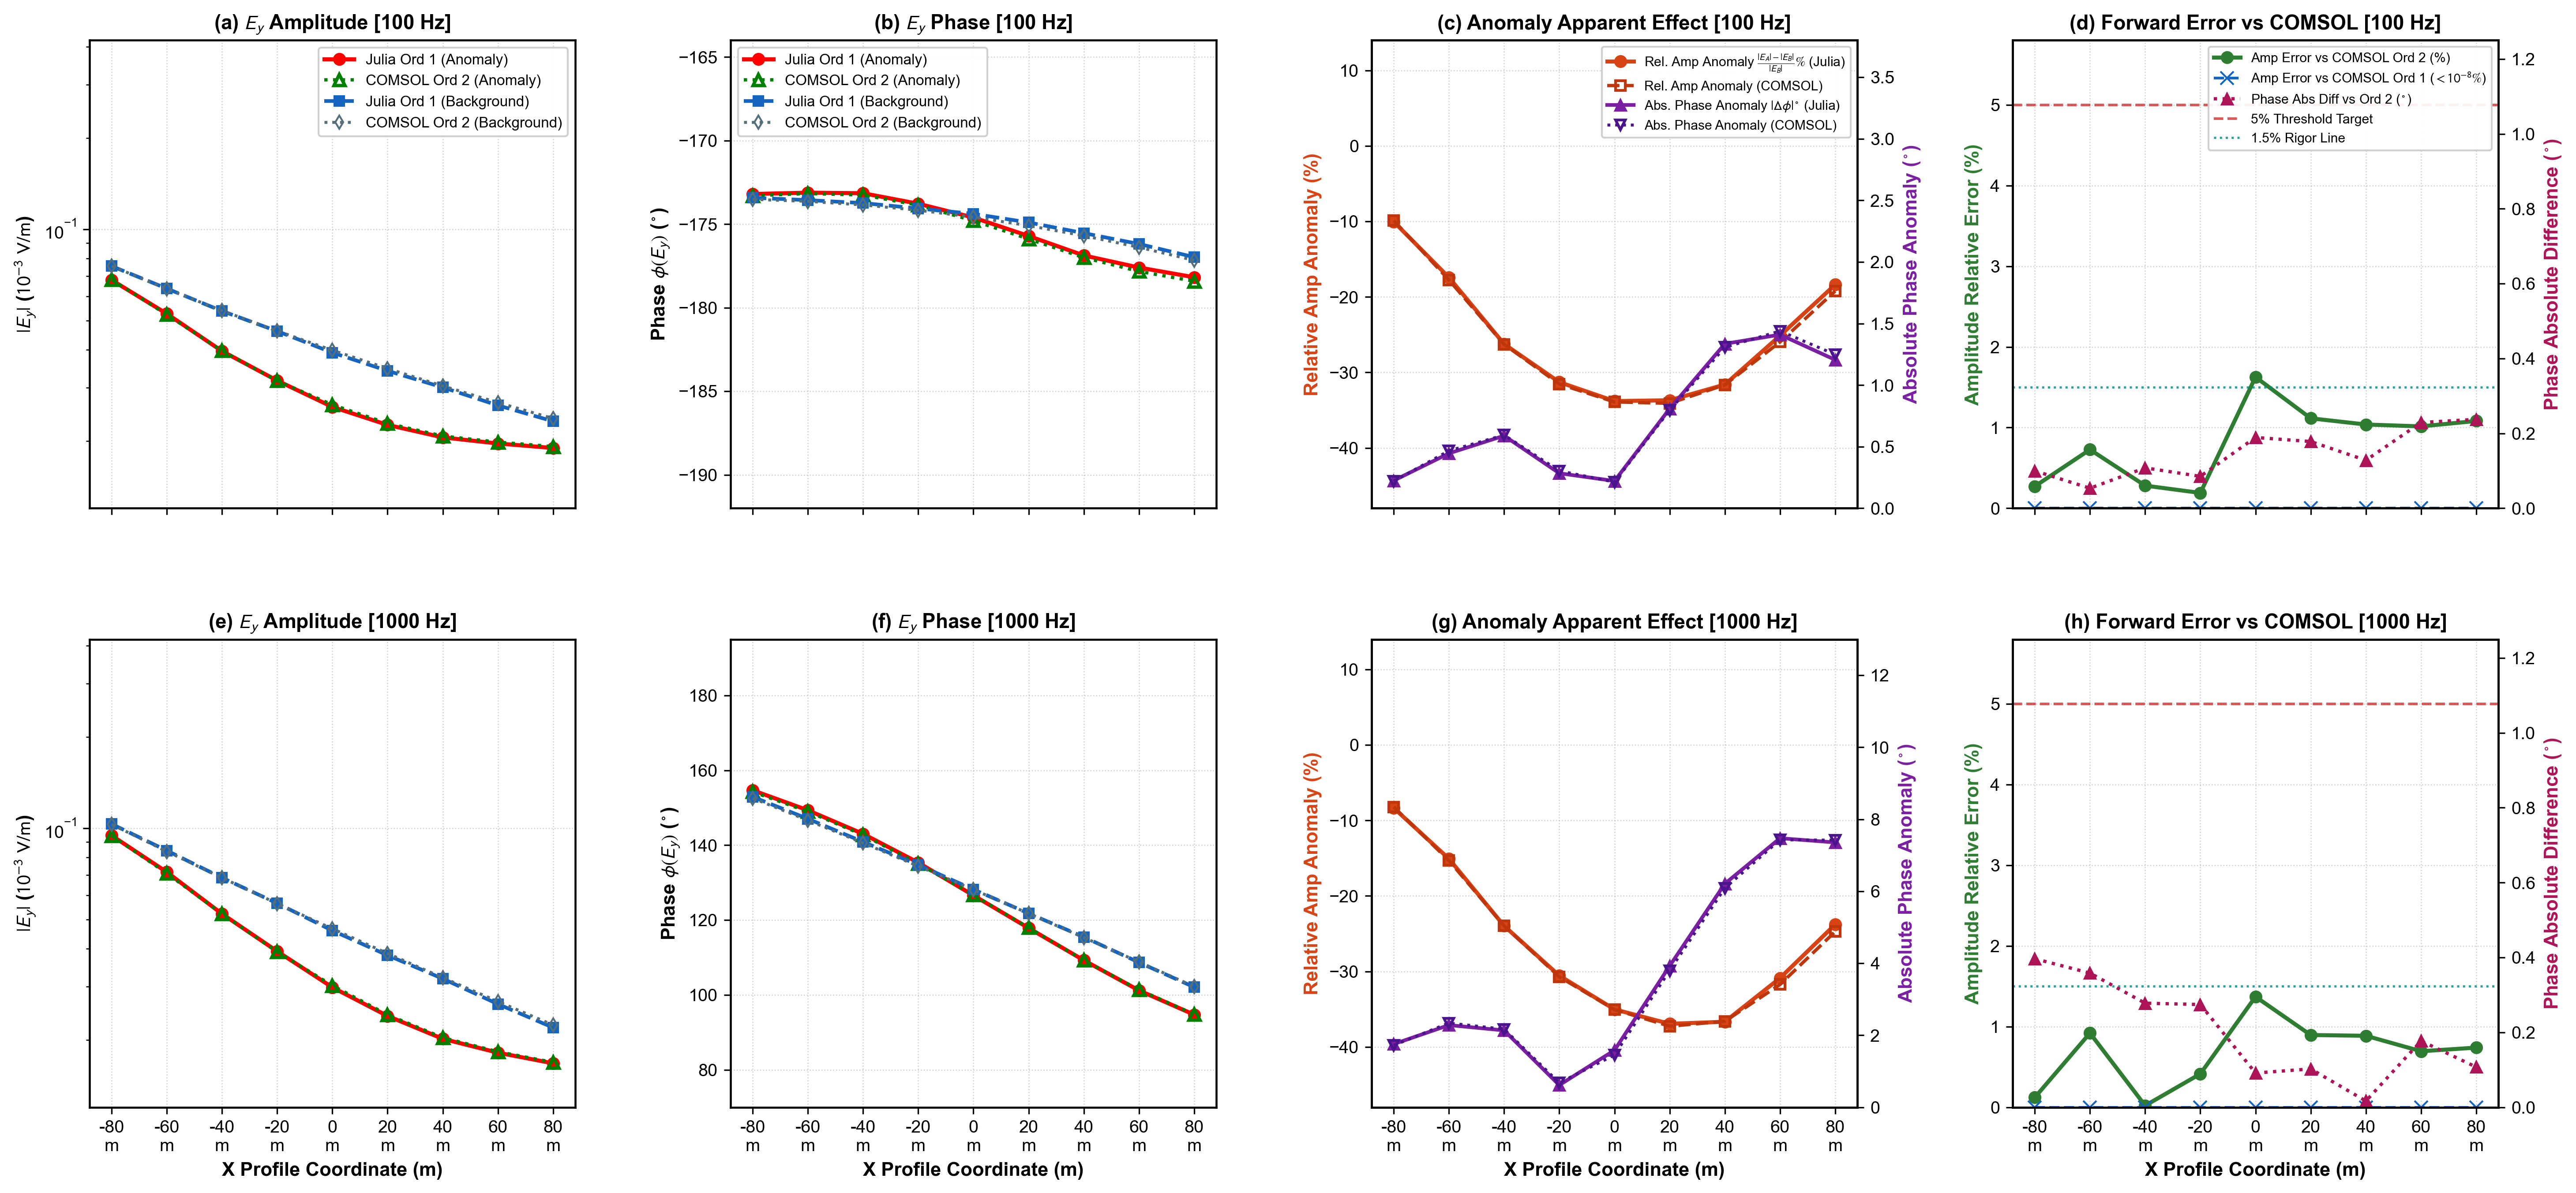 (a) E_y Amplitude [100 Hz]
|E_y| (10⁻³ V/m)
10⁻¹
Julia Ord 1 (Anomaly)
COMSOL Ord 2 (Anomaly)
Julia Ord 1 (Background)
COMSOL Ord 2 (Background)
(b) E_y Phase [100 Hz]
Phase ϕ(E_y) (°)
−165
−170
−175
−180
−185
−190
Julia Ord 1 (Anomaly)
COMSOL Ord 2 (Anomaly)
Julia Ord 1 (Background)
COMSOL Ord 2 (Background)
(c) Anomaly Apparent Effect [100 Hz]
Relative Amp Anomaly (%)
10
0
−10
−20
−30
−40
Rel. Amp Anomaly |E_A|−|E_B| / |E_B| % (Julia)
Rel. Amp Anomaly (COMSOL)
Abs. Phase Anomaly |Δϕ|° (Julia)
Abs. Phase Anomaly (COMSOL)
3.5
3.0
2.5
2.0
1.5
1.0
0.5
0.0
Absolute Phase Anomaly (°)
(d) Forward Error vs COMSOL [100 Hz]
Amplitude Relative Error (%)
5
4
3
2
1
0
Amp Error vs COMSOL Ord 2 (%)
Amp Error vs COMSOL Ord 1 (<10⁻⁸%)
Phase Abs Diff vs Ord 2 (°)
5% Threshold Target
1.5% Rigor Line
1.2
1.0
0.8
0.6
0.4
0.2
0.0
Phase Absolute Difference (°)
(e) E_y Amplitude [1000 Hz]
|E_y| (10⁻³ V/m)
10⁻¹
-80 -60 -40 -20 0 20 40 60 80
m m m m m m m m m
X Profile Coordinate (m)
(f) E_y Phase [1000 Hz]
Phase ϕ(E_y) (°)
180
160
140
120
100
80
-80 -60 -40 -20 0 20 40 60 80
m m m m m m m m m
X Profile Coordinate (m)
(g) Anomaly Apparent Effect [1000 Hz]
Relative Amp Anomaly (%)
10
0
−10
−20
−30
−40
12
10
8
6
4
2
0
Absolute Phase Anomaly (°)
-80 -60 -40 -20 0 20 40 60 80
m m m m m m m m m
X Profile Coordinate (m)
(h) Forward Error vs COMSOL [1000 Hz]
Amplitude Relative Error (%)
5
4
3
2
1
0
1.2
1.0
0.8
0.6
0.4
0.2
0.0
Phase Absolute Difference (°)
-80 -60 -40 -20 0 20 40 60 80
m m m m m m m m m
X Profile Coordinate (m)